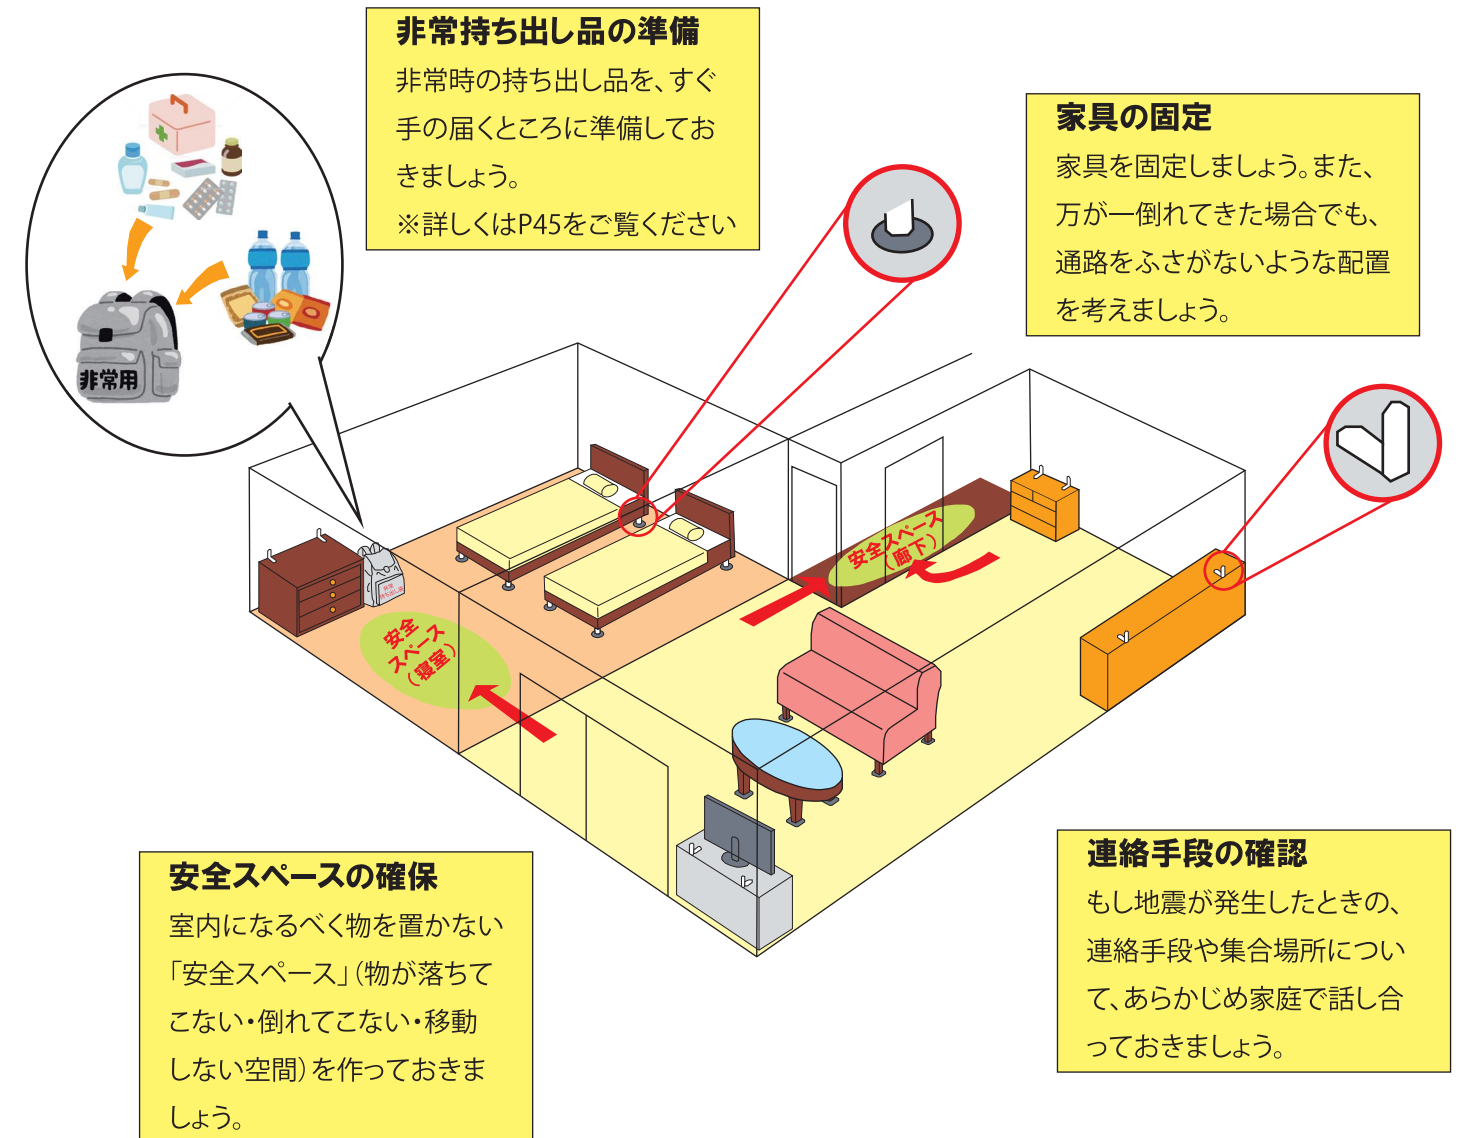 非常持ち出し品の準備
非常時の持ち出し品を、すぐ
手の届くところに準備してお
きましょう。
※詳しくはP45をご覧ください
家具の固定
家具を固定しましょう。また、
万が一倒れてきた場合でも、
通路をふさがないような配置
を考えましょう。
非常用
安全スペース
（廊下）
非常
持ち出し品
安全
スペース
（寝室）
安全スペースの確保
室内になるべく物を置かない
「安全スペース」（物が落ちて
こない・倒れてこない・移動
しない空間）を作っておきま
しょう。
連絡手段の確認
もし地震が発生したときの、
連絡手段や集合場所につい
て、あらかじめ家庭で話し合
っておきましょう。